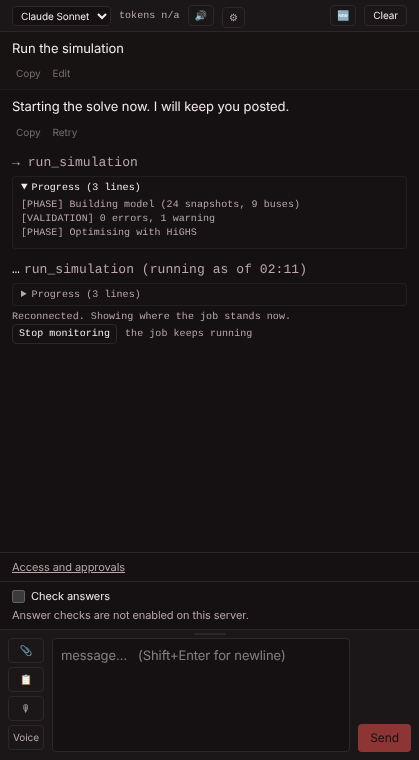 Claude Sonnet tokens n/a Clear
Run the simulation
Copy Edit
Starting the solve now. I will keep you posted.
Copy Retry
→ run_simulation
▼ Progress (3 lines)
[PHASE] Building model (24 snapshots, 9 buses)
[VALIDATION] 0 errors, 1 warning
[PHASE] Optimising with HiGHS
… run_simulation (running as of 02:11)
▶ Progress (3 lines)
Reconnected. Showing where the job stands now.
Stop monitoring the job keeps running
Access and approvals
Check answers
Answer checks are not enabled on this server.
message... (Shift+Enter for newline)
Voice
Send